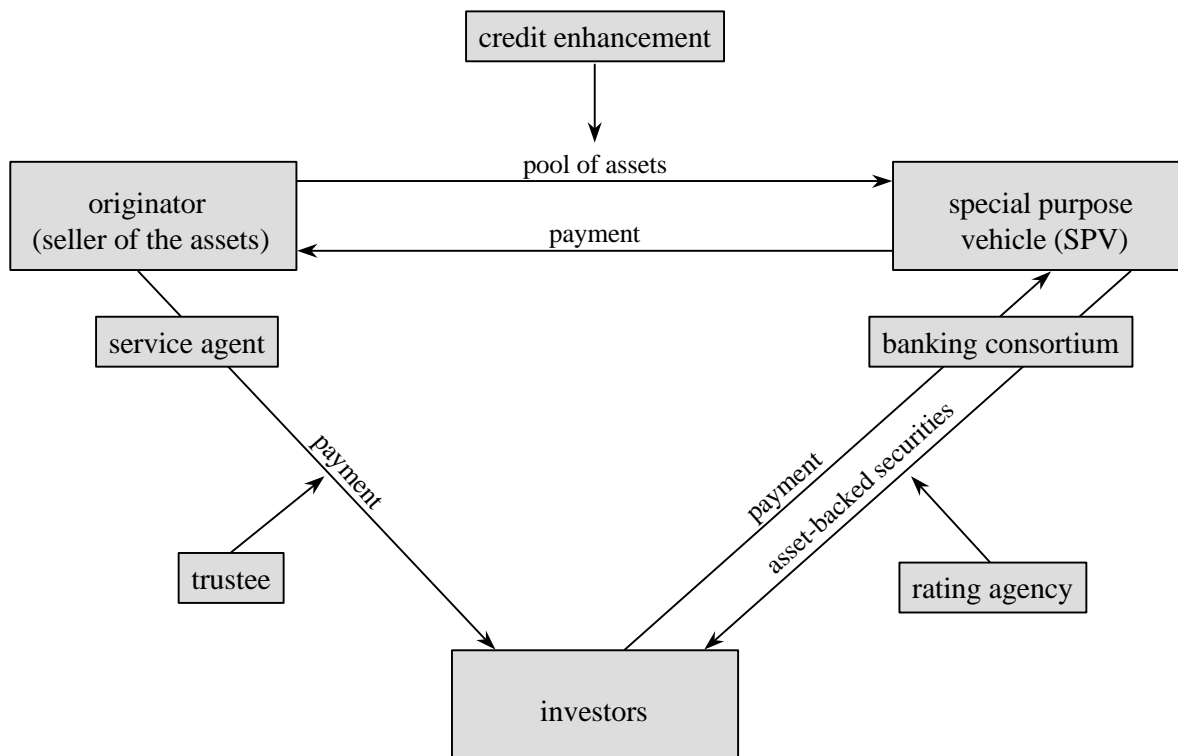 credit enhancement
pool of assets
originator
(seller of the assets)
special purpose
vehicle (SPV)
payment
service agent
banking consortium
payment
payment
asset-backed securities
trustee
rating agency
investors